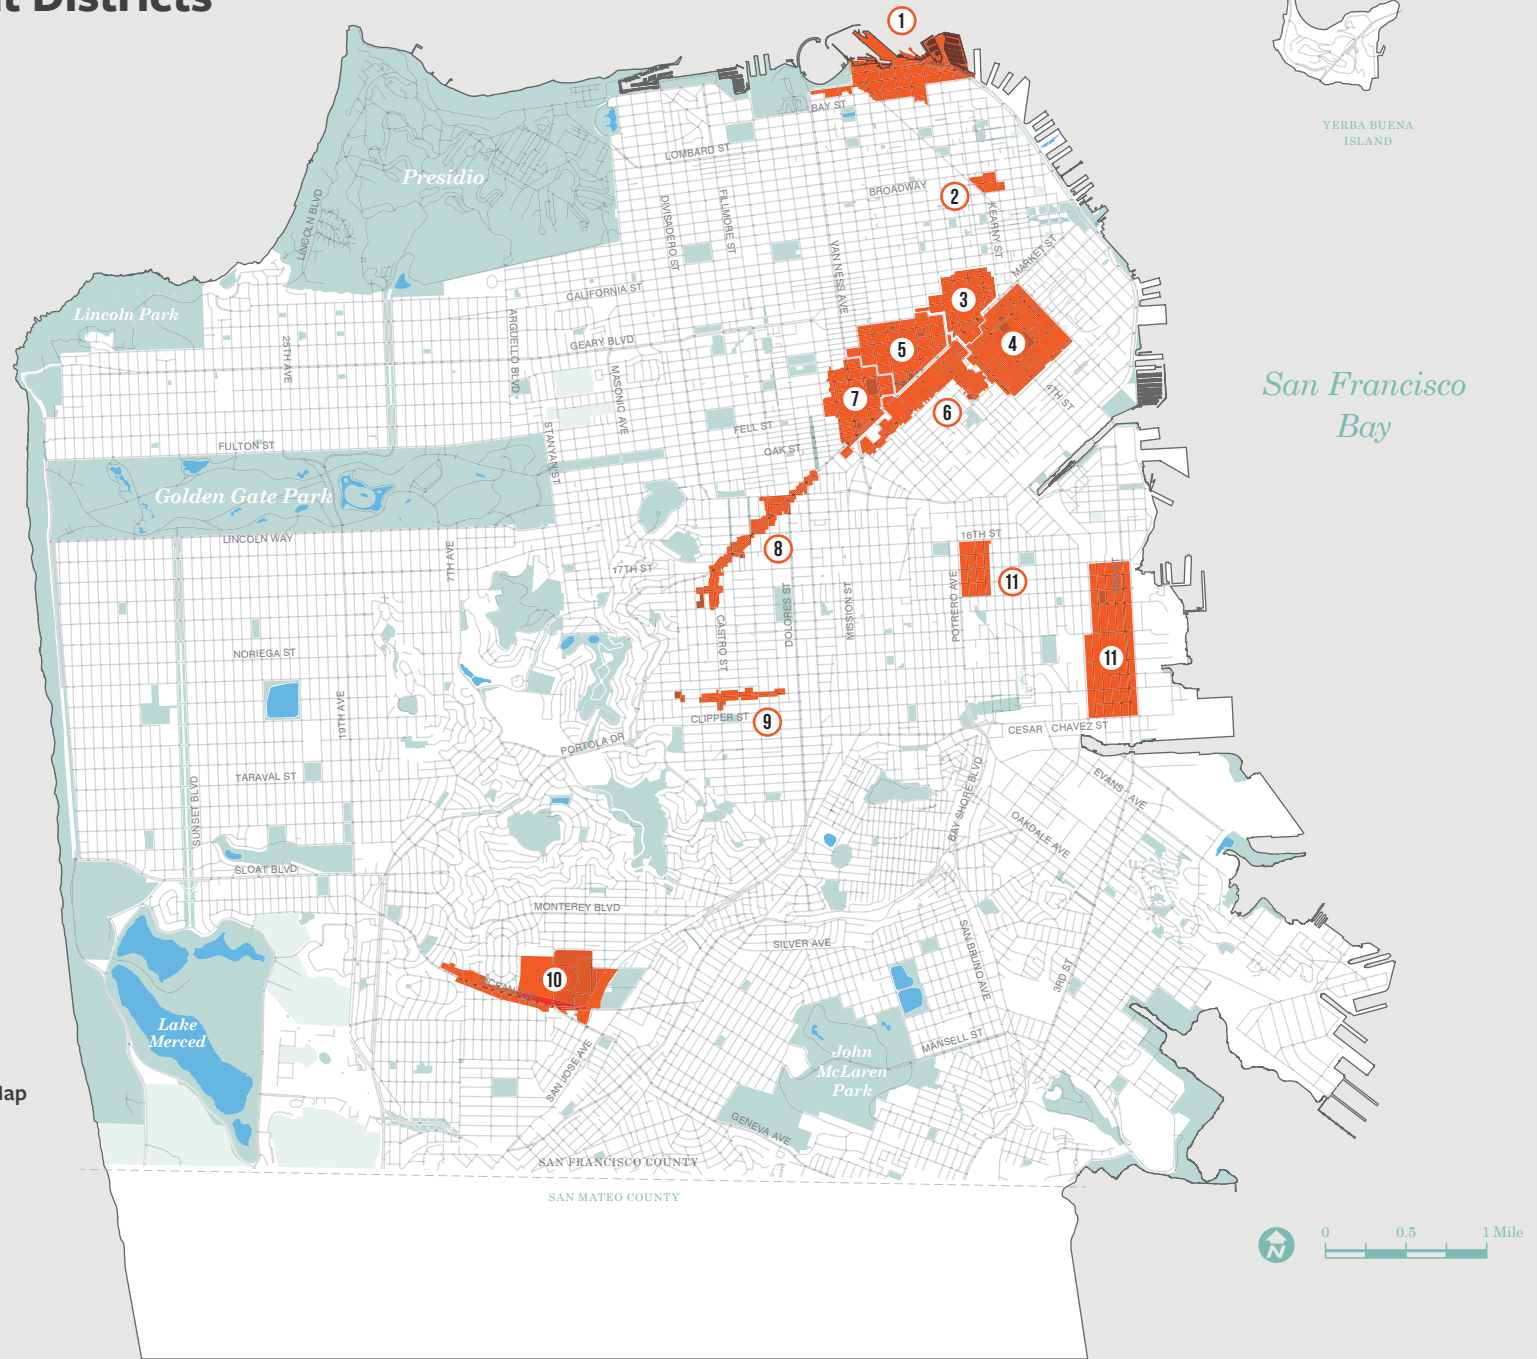 t Districts
1
YERBA BUENA
ISLAND
BAY ST
LOMBARD ST
Presidio
BROADWAY
2
LINCOLN BLVD
DIVISADERO ST
FILLMORE ST
KEARNY ST
VAN NESS AVE
MARKET ST
CALIFORNIA ST
3
Lincoln Park
25TH AVE
ARGUELLO BLVD
GEARY BLVD
5
4
San Francisco
Bay
MASONIC AVE
7
6
4TH ST
FELL ST
FULTON ST
STANYAN ST
OAK ST
Golden Gate Park
LINCOLN WAY
16TH ST
7TH AVE
8
17TH ST
11
POTRERO AVE
DOLORES ST
MISSION ST
CASTRO ST
NORIEGA ST
11
19TH AVE
CLIPPER ST
9
CESAR CHAVEZ ST
PORTOLA DR
TARAVAL ST
SUNSET BLVD
BAY SHORE BLVD
EVANS AVE
OAKDALE AVE
SLOAT BLVD
MONTEREY BLVD
SILVER AVE
SAN BRUNO AVE
3RD ST
10
Lake
Merced
John
McLaren
Park
MANSELL ST
SAN JOSE AVE
lap
GENEVA AVE
SAN FRANCISCO COUNTY
SAN MATEO COUNTY
N
0 0.5 1 Mile